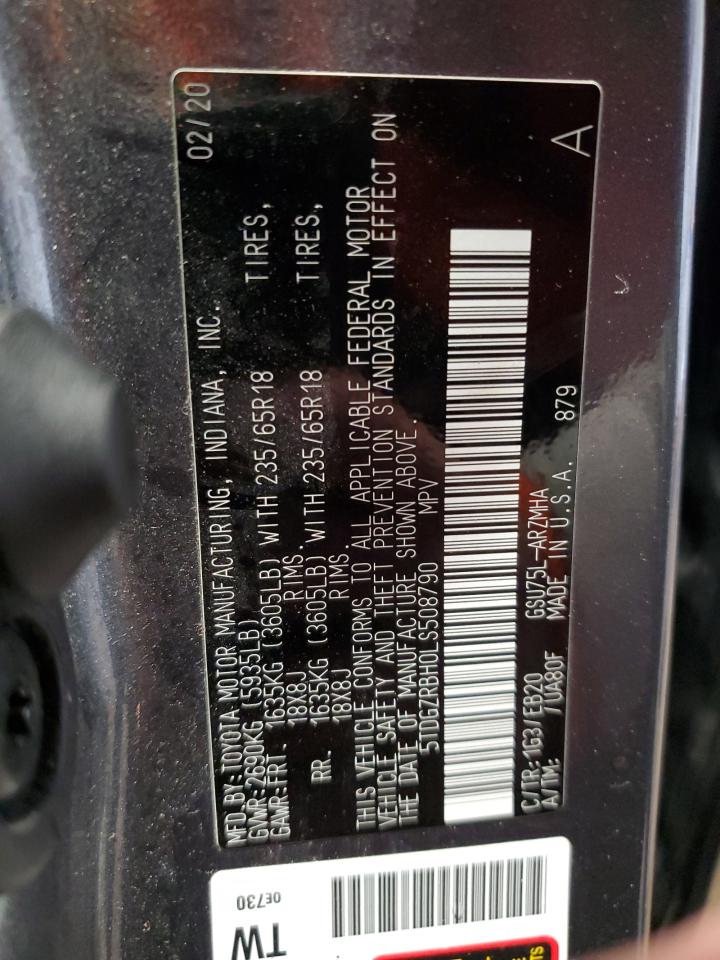 MFD.BY: TOYOTA MOTOR MANUFACTURING, INDIANA, INC. 02/20
GVWR: 2690KG (5935LB)
GAWR: FRT. 1635KG (3605LB) WITH 235/65R18 TIRES,
18X8J RIMS.
RR. 1635KG (3605LB) WITH 235/65R18 TIRES,
18X8J RIMS
THIS VEHICLE CONFORMS TO ALL APPLICABLE FEDERAL MOTOR
VEHICLE SAFETY AND THEFT PREVENTION STANDARDS IN EFFECT ON
THE DATE OF MANUFACTURE SHOWN ABOVE.
5TDGZRBH0LS508790 MPV
C/TR: 1G3/EB20 GSU75L-ARZMHA 879 A
A/TM: /UA80F MADE IN U.S.A.
TW 0E730